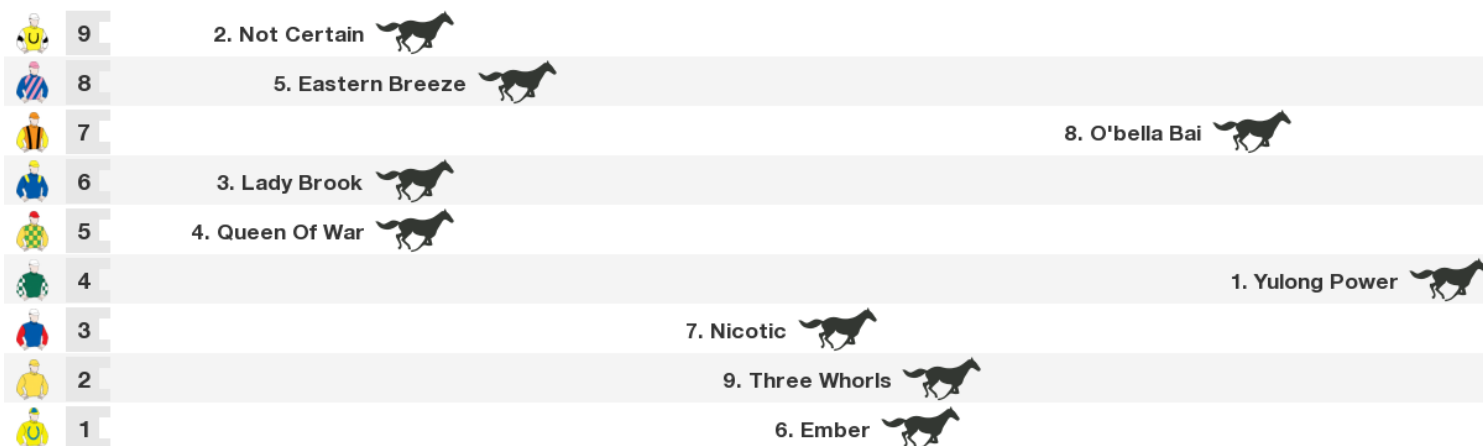 9 2. Not Certain
8 5. Eastern Breeze
7 8. O'bella Bai
6 3. Lady Brook
5 4. Queen Of War
4 1. Yulong Power
3 7. Nicotic
2 9. Three Whorls
1 6. Ember